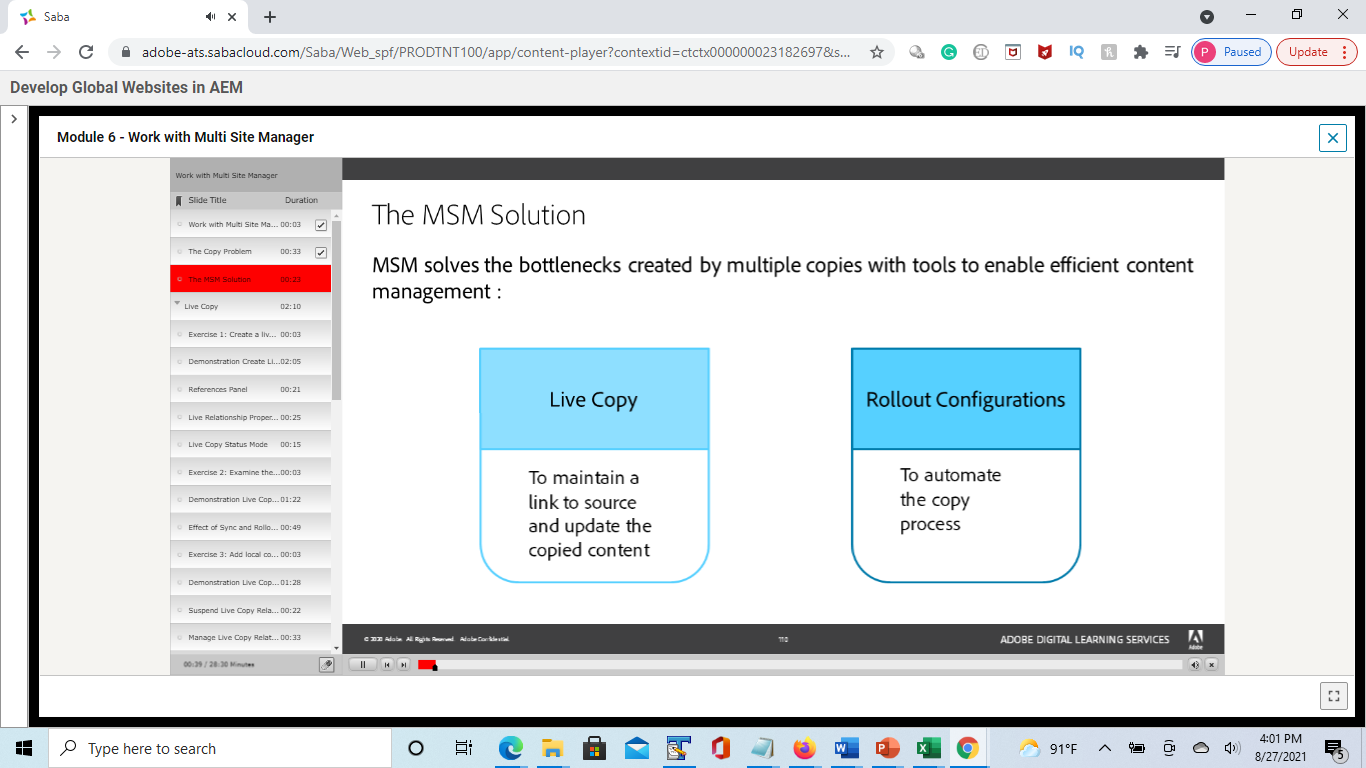 Saba
adobe-ats.sabacloud.com/Saba/Web_spf/PRODTNT100/app/content-player?contextid=ctctx0000000023182697&s...
P Paused
Update
Develop Global Websites in AEM
Module 6 - Work with Multi Site Manager
Work with Multi Site Manager
Slide Title Duration
Work with Multi Site Ma... 00:03
The Copy Problem 00:33
The MSM Solution 00:25
Live Copy 02:10
Exercise 1: Create a liv... 00:03
Demonstration Create Li...02:05
References Panel 00:21
Live Relationship Proper... 00:25
Live Copy Status Mode 00:15
Exercise 2: Examine the...00:03
Demonstration Live Cop... 01:22
Effect of Sync and Rollo... 00:49
Exercise 3: Add local co... 00:03
Demonstration Live Cop... 01:28
Suspend Live Copy Rela... 00:22
Manage Live Copy Relat... 00:33
00:39 / 28:30 Minutes
The MSM Solution
MSM solves the bottlenecks created by multiple copies with tools to enable efficient content
management :
Live Copy
To maintain a
link to source
and update the
copied content
Rollout Configurations
To automate
the copy
process
© 2020 Adobe. All Rights Reserved. Adobe Confidential.
110
ADOBE DIGITAL LEARNING SERVICES
Adobe
Type here to search
91°F
4:01 PM
8/27/2021
5